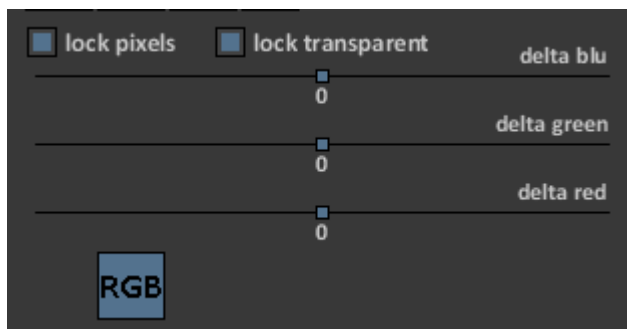 lock pixels lock transparent
delta blu
0
delta green
0
delta red
0
RGB